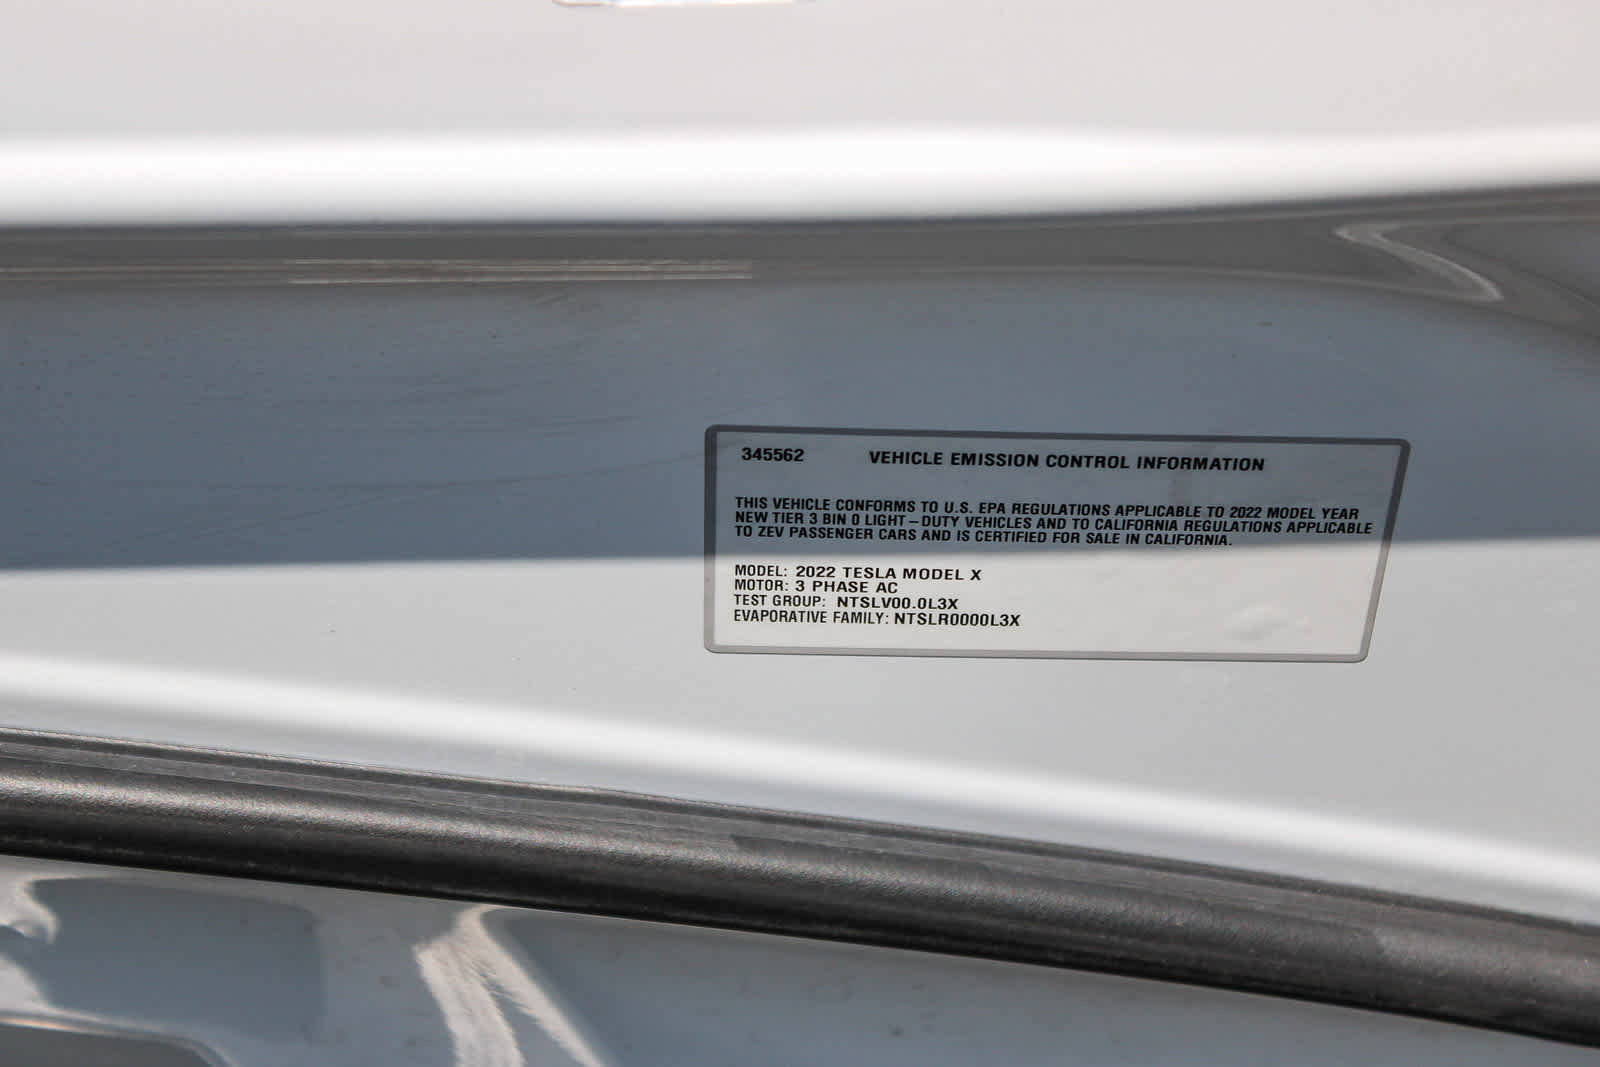 345562 VEHICLE EMISSION CONTROL INFORMATION
THIS VEHICLE CONFORMS TO U.S. EPA REGULATIONS APPLICABLE TO 2022 MODEL YEAR
NEW TIER 3 BIN 0 LIGHT–DUTY VEHICLES AND TO CALIFORNIA REGULATIONS APPLICABLE
TO ZEV PASSENGER CARS AND IS CERTIFIED FOR SALE IN CALIFORNIA.
MODEL: 2022 TESLA MODEL X
MOTOR: 3 PHASE AC
TEST GROUP: NTSLV00.0L3X
EVAPORATIVE FAMILY: NTSLR0000L3X